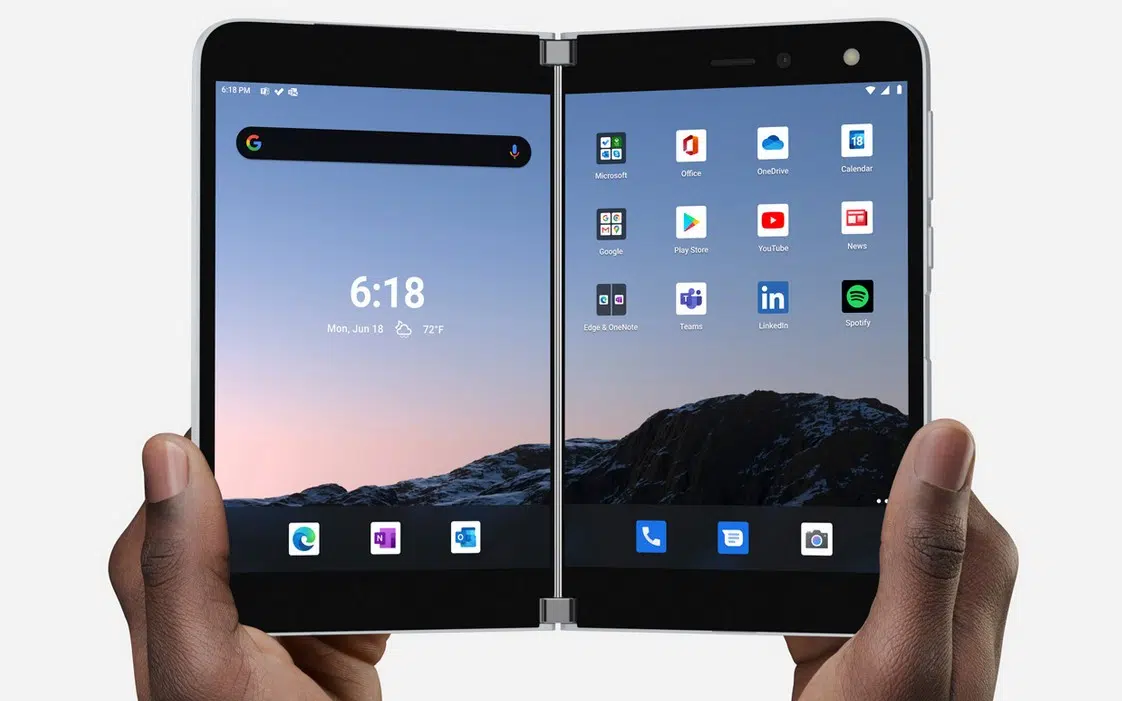 6:18 PM
6:18
Mon, Jun 18 72°F
Microsoft
Office
OneDrive
18
Calendar
Google
Play Store
YouTube
News
Edge & OneNote
Teams
LinkedIn
Spotify